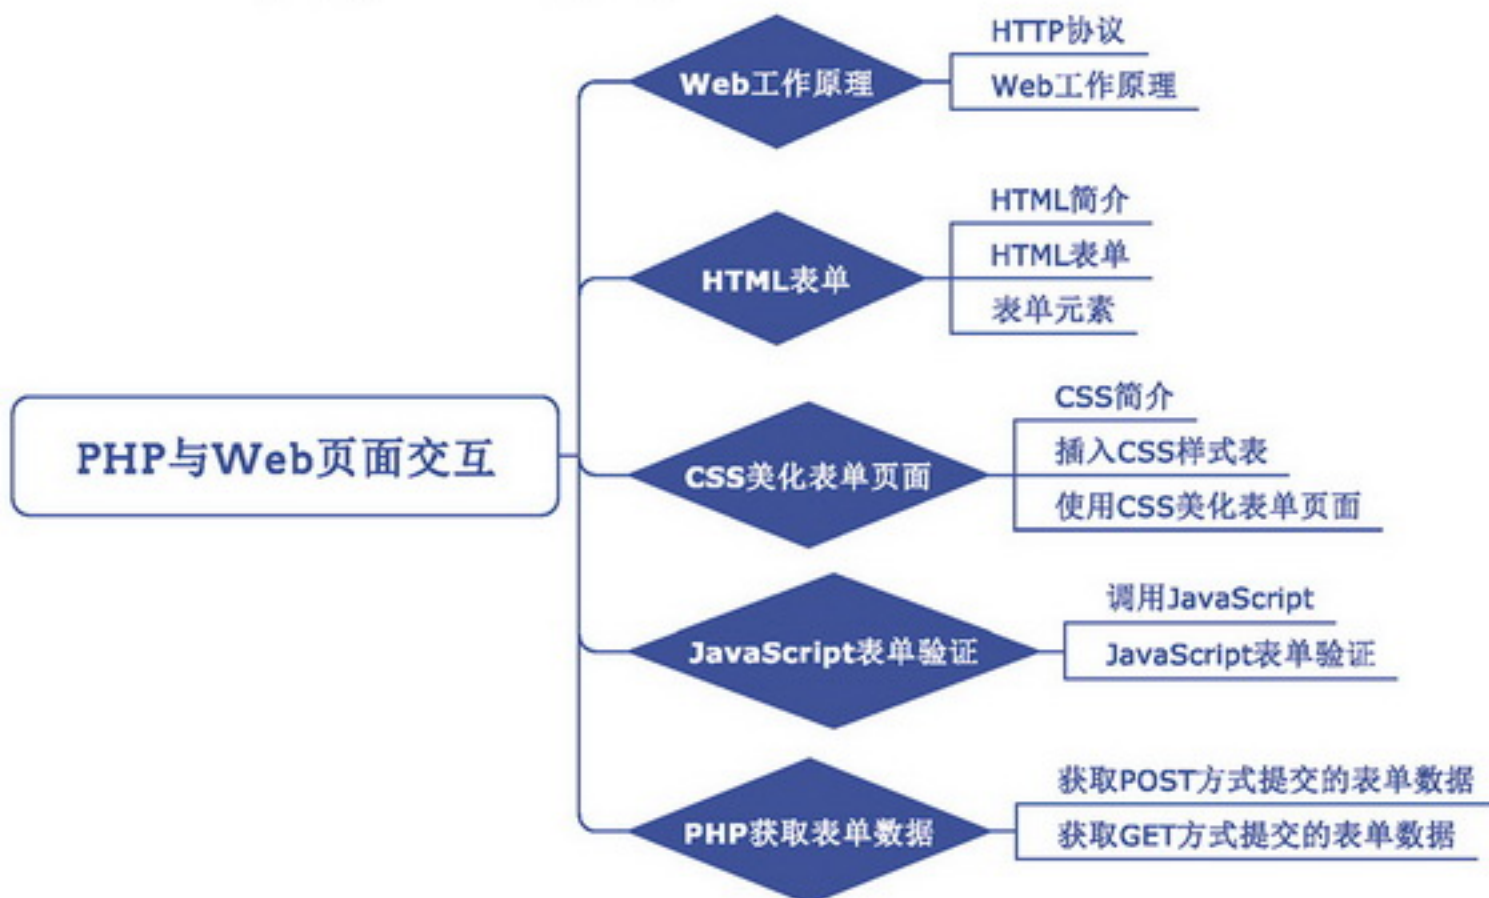 PHP与Web页面交互
Web工作原理
HTTP协议
Web工作原理
HTML表单
HTML简介
HTML表单
表单元素
CSS美化表单页面
CSS简介
插入CSS样式表
使用CSS美化表单页面
JavaScript表单验证
调用JavaScript
JavaScript表单验证
PHP获取表单数据
获取POST方式提交的表单数据
获取GET方式提交的表单数据